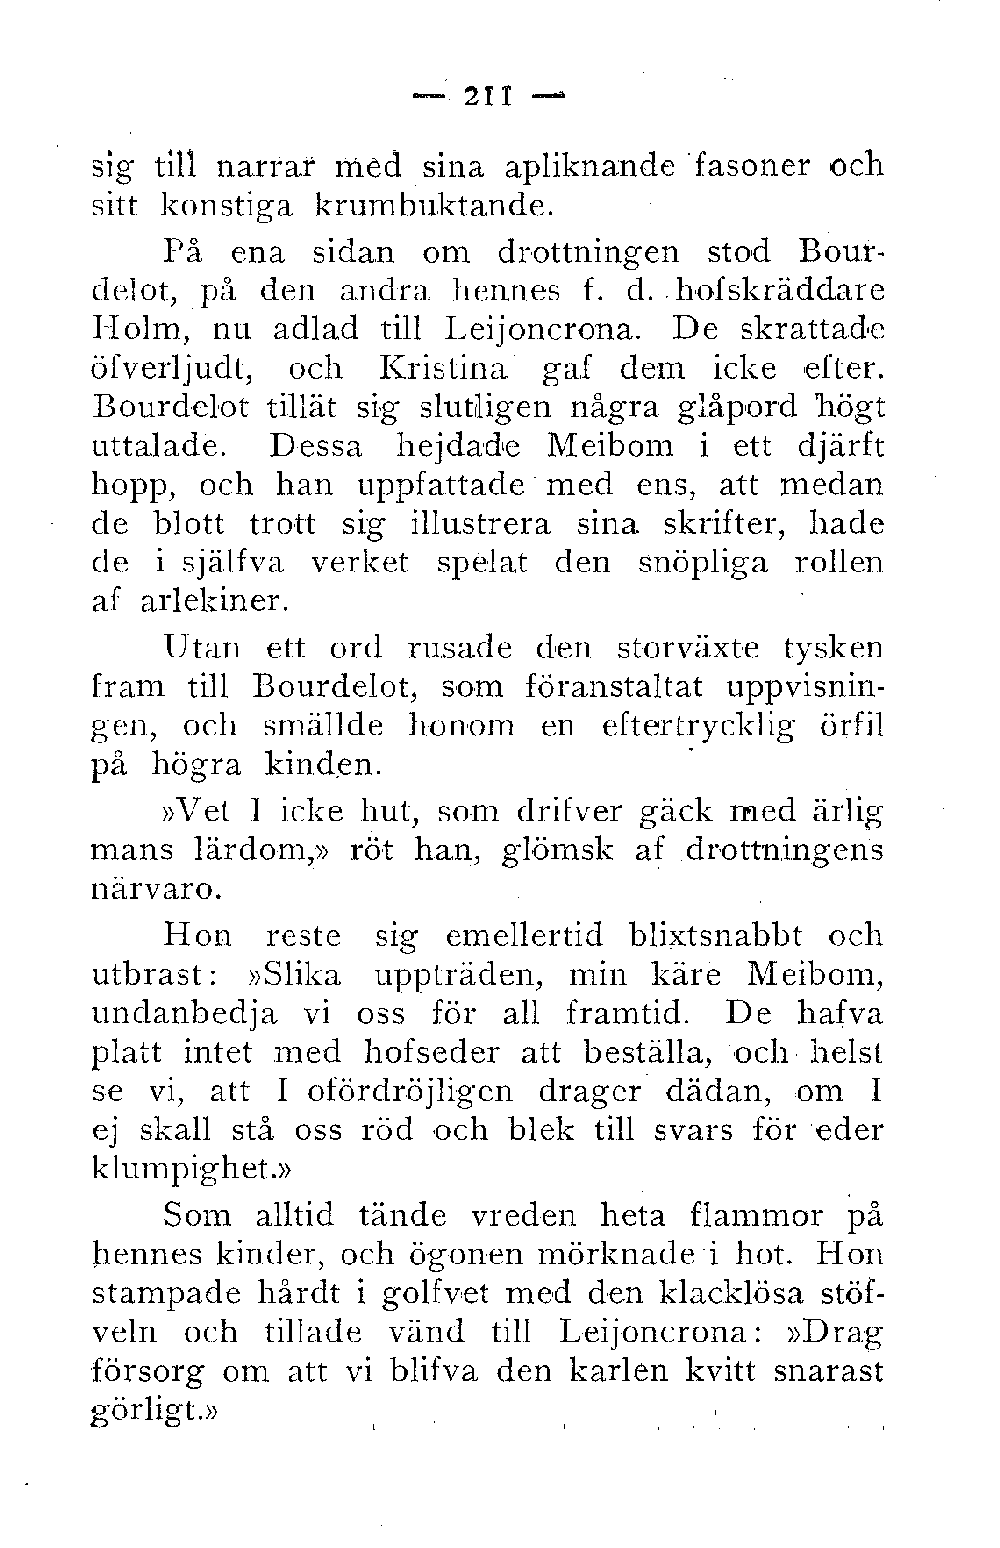 — 211 —
sig till narrar med sina apliknande fasoner och
sitt konstiga krumbuktande.
På ena sidan om drottningen stod Bour-
delot, på den andra hennes f. d. hofskräddare
Holm, nu adlad till Leijoncrona. De skrattade
öfverljudt, och Kristina gaf dem icke efter.
Bourdelot tillät sig slutligen några glåpord högt
uttalade. Dessa hejdade Meibom i ett djärft
hopp, och han uppfattade med ens, att medan
de blott trott sig illustrera sina skrifter, hade
de i själfva verket spelat den snöpliga rollen
af arlekiner.
Utan ett ord rusade den storväxte tysken
fram till Bourdelot, som föranstaltat uppvisnin-
gen, och smällde honom en eftertrycklig örfil
på högra kinden.
»Vet I icke hut, som drifver gäck med ärlig
mans lärdom,» röt han, glömsk af drottningens
närvaro.
Hon reste sig emellertid blixtsnabbt och
utbrast: »Slika uppträden, min käre Meibom,
undanbedja vi oss för all framtid. De hafva
platt intet med hofseder att beställa, och helst
se vi, att I ofördröjligen drager dädan, om I
ej skall stå oss röd och blek till svars för eder
klumpighet.»
Som alltid tände vreden heta flammor på
hennes kinder, och ögonen mörknade i hot. Hon
stampade hårdt i golfvet med den klacklösa stöf-
veln och tillade vänd till Leijoncrona: »Drag
försorg om att vi blifva den karlen kvitt snarast
görligt.»